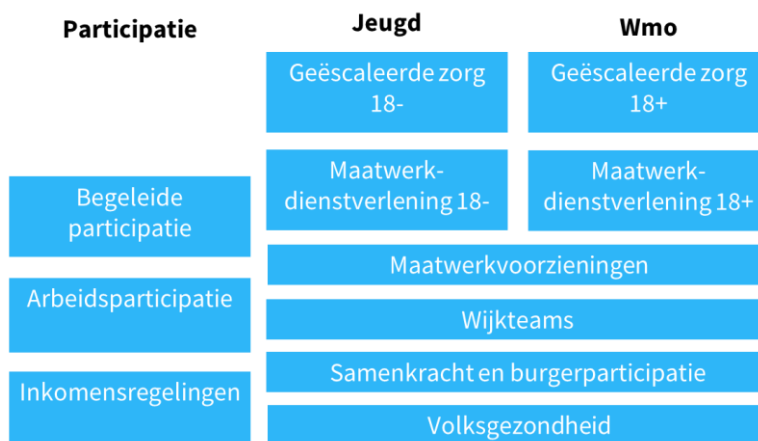 Participatie
Jeugd
Wmo
Geëscaleerde zorg
18-
Geëscaleerde zorg
18+
Begeleide
participatie
Maatwerk-
dienstverlening 18-
Maatwerk-
dienstverlening 18+
Maatwerkvoorzieningen
Arbeidsparticipatie
Wijkteams
Samenkracht en burgerparticipatie
Inkomensregelingen
Volksgezondheid